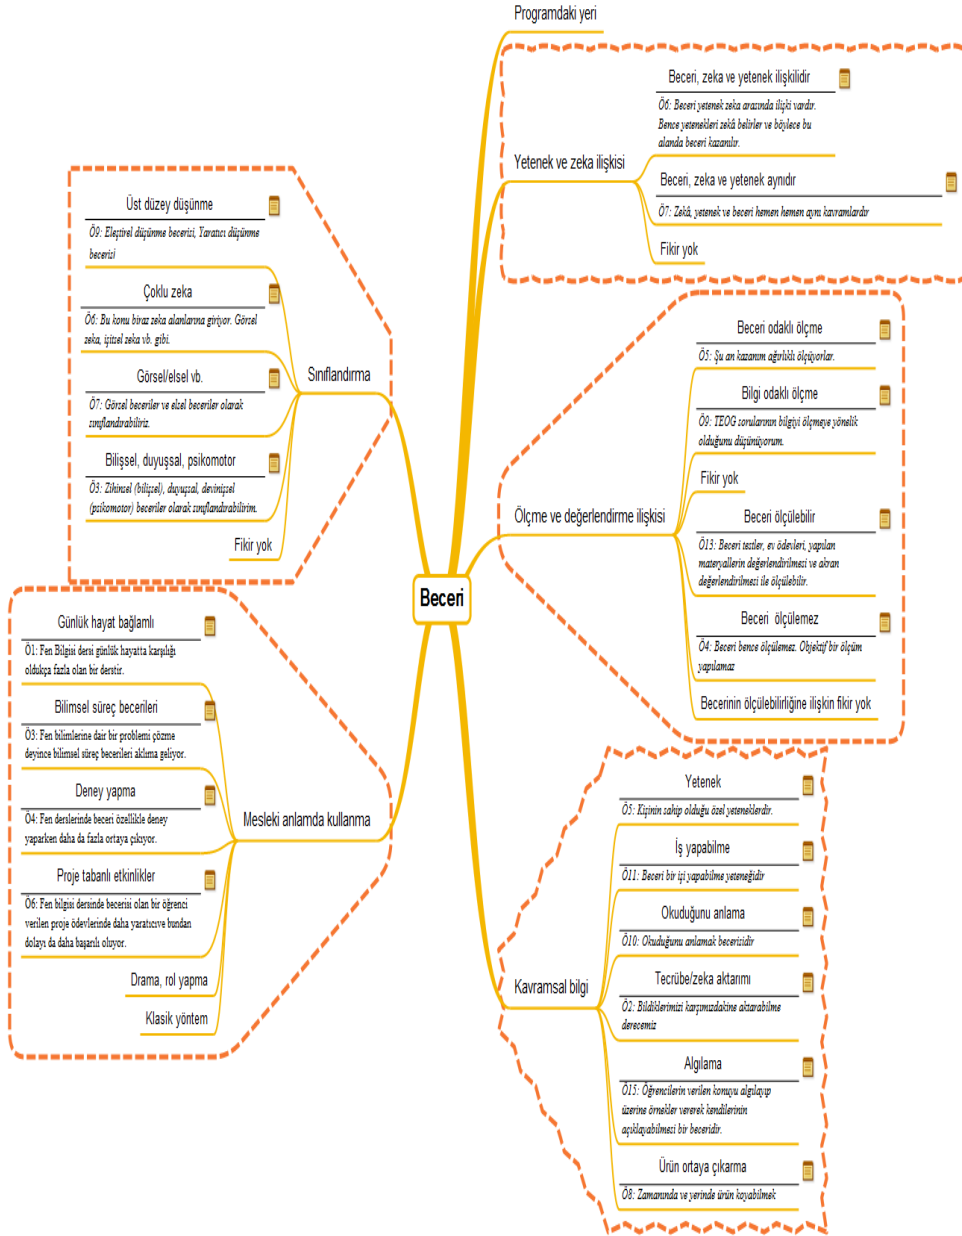 Programdaki yeri
Beceri, zeka ve yetenek ilişkilidir
Ö6: Beceri yetenek zeka arasında ilişki vardır.
Bence yetenekleri zekâ belirler ve böylece bu
alanda beceri kazanılır.
Yetenek ve zeka ilişkisi
Beceri, zeka ve yetenek aynıdır
Ö7: Zekâ, yetenek ve beceri hemen hemen aynı kavramlardır
Fikir yok
Üst düzey düşünme
Ö9: Eleştirel düşünme becerisi, Yaratıcı düşünme
becerisi
Çoklu zeka
Ö6: Bu konu biraz zeka alanlarına giriyor. Görsel
zeka, işitsel zeka vb. gibi.
Görsel/elsel vb.
Ö7: Görsel beceriler ve elsel beceriler olarak
sınıflandırabiliriz.
Bilişsel, duyuşsal, psikomotor
Ö3: Zihinsel (bilişsel), duyuşsal, devinişsel
(psikomotor) beceriler olarak sınıflandırabilirim.
Fikir yok
Sınıflandırma
Beceri odaklı ölçme
Ö5: Şu an kazanım ağırlıklı ölçüyorlar.
Bilgi odaklı ölçme
Ö9: TEOG sorularının bilgiyi ölçmeye yönelik
olduğunu düşünüyorum.
Fikir yok
Ölçme ve değerlendirme ilişkisi
Beceri ölçülebilir
Ö13: Beceri testler, ev ödevleri, yapılan
materyallerin değerlendirilmesi ve akran
değerlendirilmesi ile ölçülebilir.
Beceri ölçülemez
Ö4: Beceri bence ölçülemez. Objektif bir ölçüm
yapılamaz
Becerinin ölçülebilirliğine ilişkin fikir yok
Beceri
Günlük hayat bağlamlı
Ö1: Fen Bilgisi dersi günlük hayatta karşılığı
oldukça fazla olan bir derstir.
Bilimsel süreç becerileri
Ö3: Fen bilimlerine dair bir problemi çözme
deyince bilimsel süreç becerileri aklıma geliyor.
Deney yapma
Ö4: Fen derslerinde beceri özellikle deney
yaparken daha da fazla ortaya çıkıyor.
Mesleki anlamda kullanma
Proje tabanlı etkinlikler
Ö6: Fen bilgisi dersinde becerisi olan bir öğrenci
verilen proje ödevlerinde daha yaratıcıve bundan
dolayı da daha başarılı oluyor.
Drama, rol yapma
Klasik yöntem
Yetenek
Ö5: Kişinin sahip olduğu özel yeteneklerdir.
İş yapabilme
Ö11: Beceri bir işi yapabilme yeteneğidir
Okuduğunu anlama
Ö10: Okuduğunu anlamak becerisidir
Kavramsal bilgi
Tecrübe/zeka aktarımı
Ö2: Bildiklerimizi karşımızdakine aktarabilme
derecemiz
Algılama
Ö15: Öğrencilerin verilen konuyu algılayıp
üzerine örnekler vererek kendilerinin
açıklayabilmesi bir beceridir.
Ürün ortaya çıkarma
Ö8: Zamanında ve yerinde ürün koyabilmek